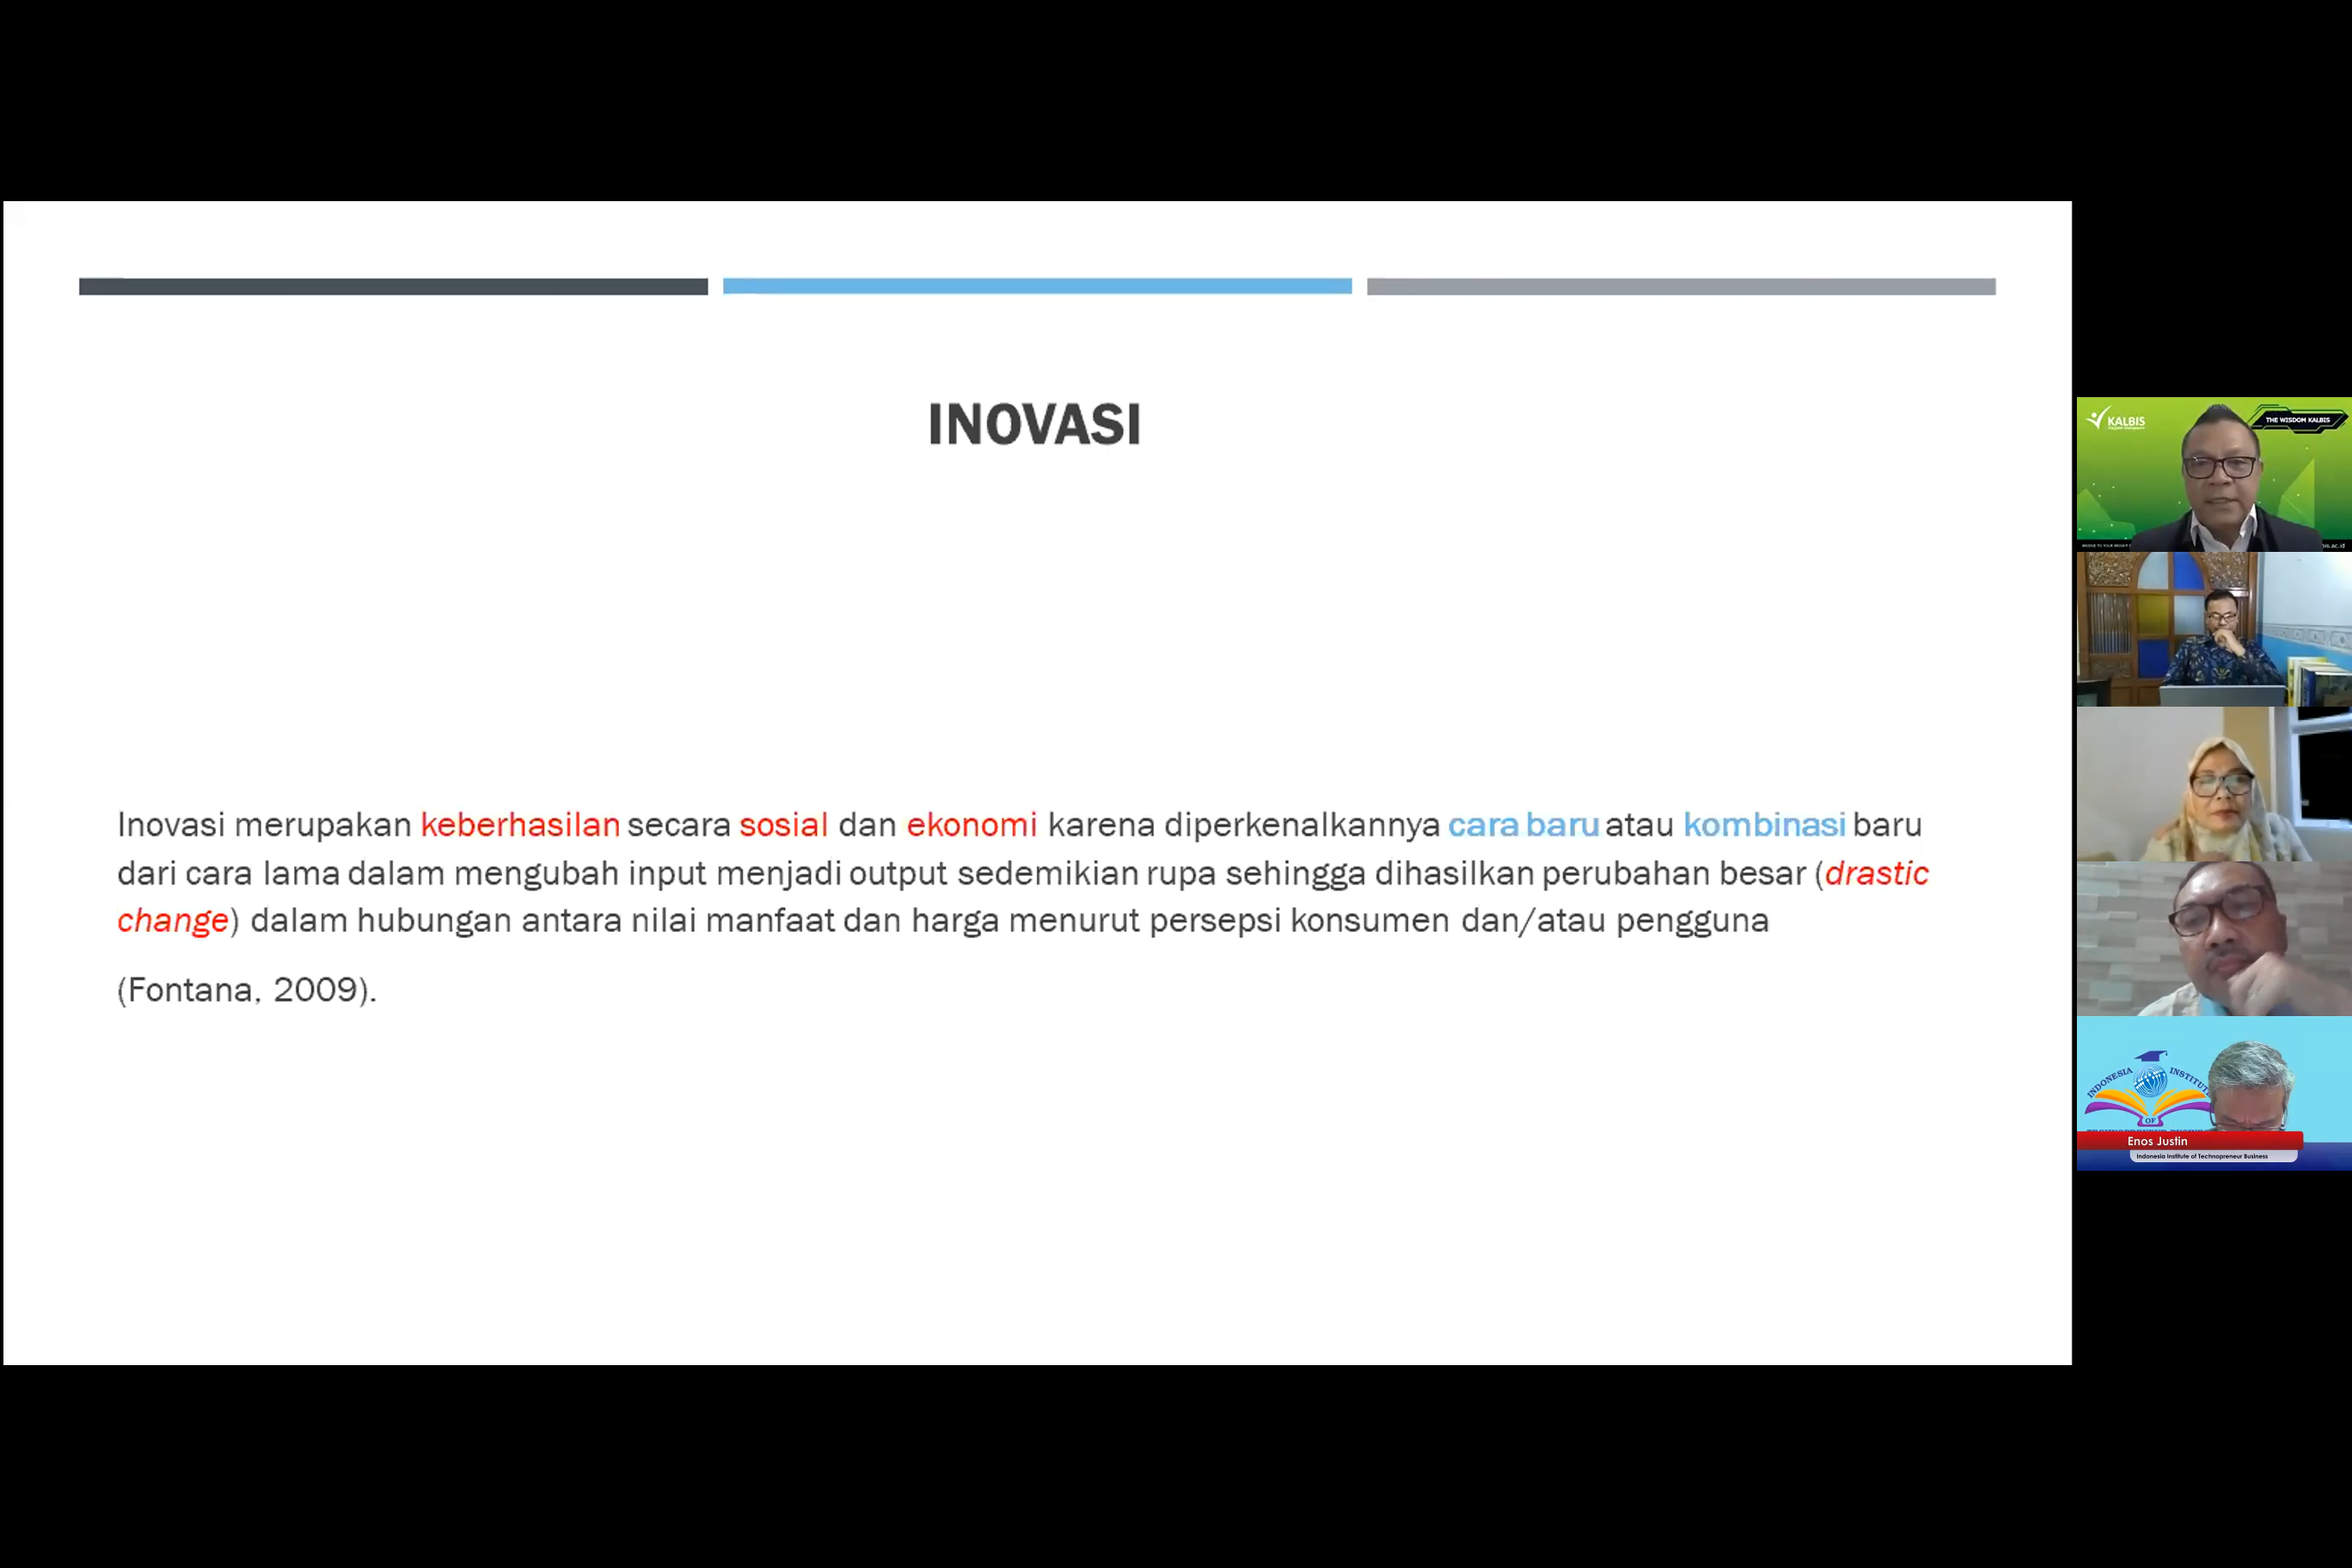 INOVASI
Inovasi merupakan keberhasilan secara sosial dan ekonomi karena diperkenalkannya cara baru atau kombinasi baru
dari cara lama dalam mengubah input menjadi output sedemikian rupa sehingga dihasilkan perubahan besar (drastic
change) dalam hubungan antara nilai manfaat dan harga menurut persepsi konsumen dan/atau pengguna
(Fontana, 2009).
KALBIS
THE WISDOM KALBIS
INDONESIA INSTITUT
OF
Enos Justin
Indonesia Institute of Technopreneur Business